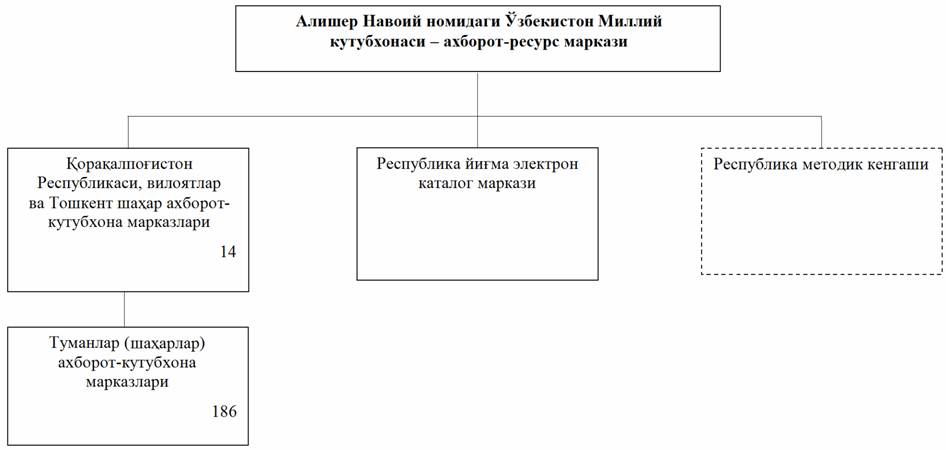 Алишер Навоий номидаги Ўзбекистон Миллий
кутубхонаси – ахборот-ресурс маркази
Қорақалпоғистон
Республикаси, вилоятлар
ва Тошкент шаҳар ахборот-
кутубхона марказлари
14
Республика йиғма электрон
каталог маркази
Республика методик кенгаши
Туманлар (шаҳарлар)
ахборот-кутубхона
марказлари
186